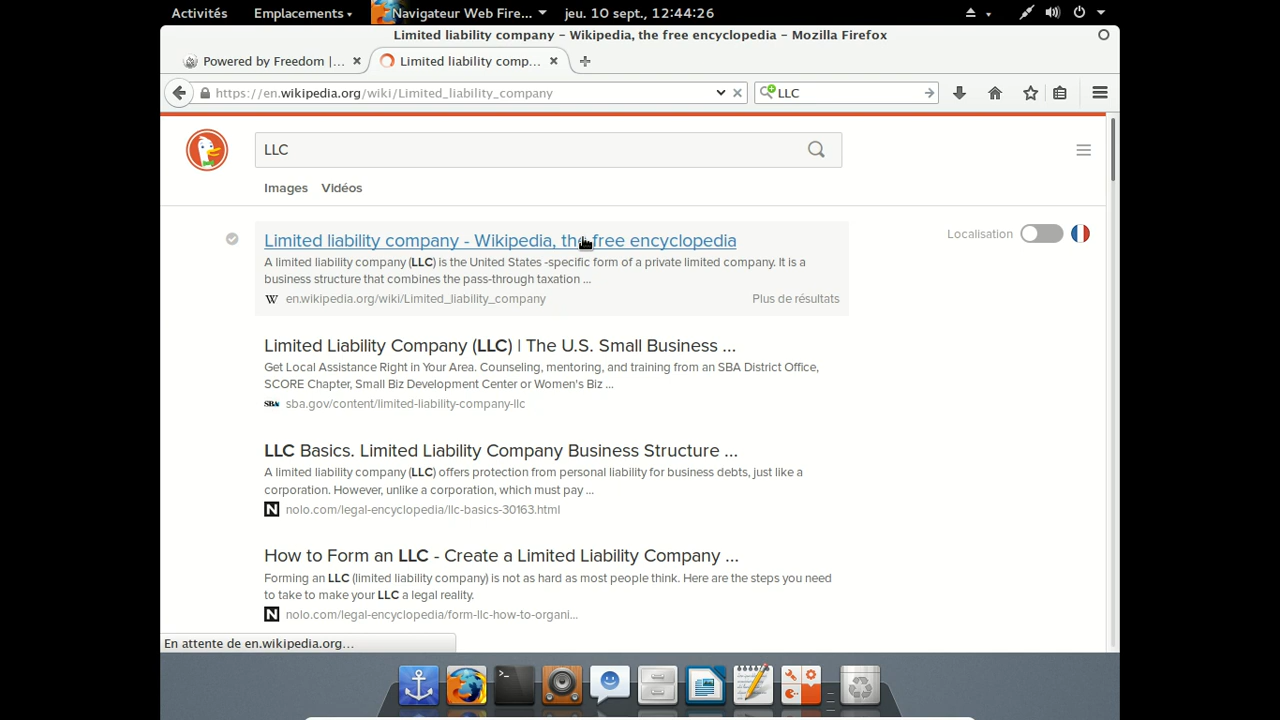 Activités Emplacements Navigateur Web Fire... jeu. 10 sept., 12:44:26
Limited liability company – Wikipedia, the free encyclopedia – Mozilla Firefox
Powered by Freedom |... Limited liability comp...
https://en.wikipedia.org/wiki/Limited_liability_company LLC
LLC
Images Vidéos
Localisation
Limited liability company - Wikipedia, the free encyclopedia
A limited liability company (LLC) is the United States -specific form of a private limited company. It is a
business structure that combines the pass-through taxation ...
W en.wikipedia.org/wiki/Limited_liability_company Plus de résultats
Limited Liability Company (LLC) | The U.S. Small Business ...
Get Local Assistance Right in Your Area. Counseling, mentoring, and training from an SBA District Office,
SCORE Chapter, Small Biz Development Center or Women's Biz ...
SBA sba.gov/content/limited-liability-company-llc
LLC Basics. Limited Liability Company Business Structure ...
A limited liability company (LLC) offers protection from personal liability for business debts, just like a
corporation. However, unlike a corporation, which must pay ...
N nolo.com/legal-encyclopedia/llc-basics-30163.html
How to Form an LLC - Create a Limited Liability Company ...
Forming an LLC (limited liability company) is not as hard as most people think. Here are the steps you need
to take to make your LLC a legal reality.
N nolo.com/legal-encyclopedia/form-llc-how-to-organi...
En attente de en.wikipedia.org...